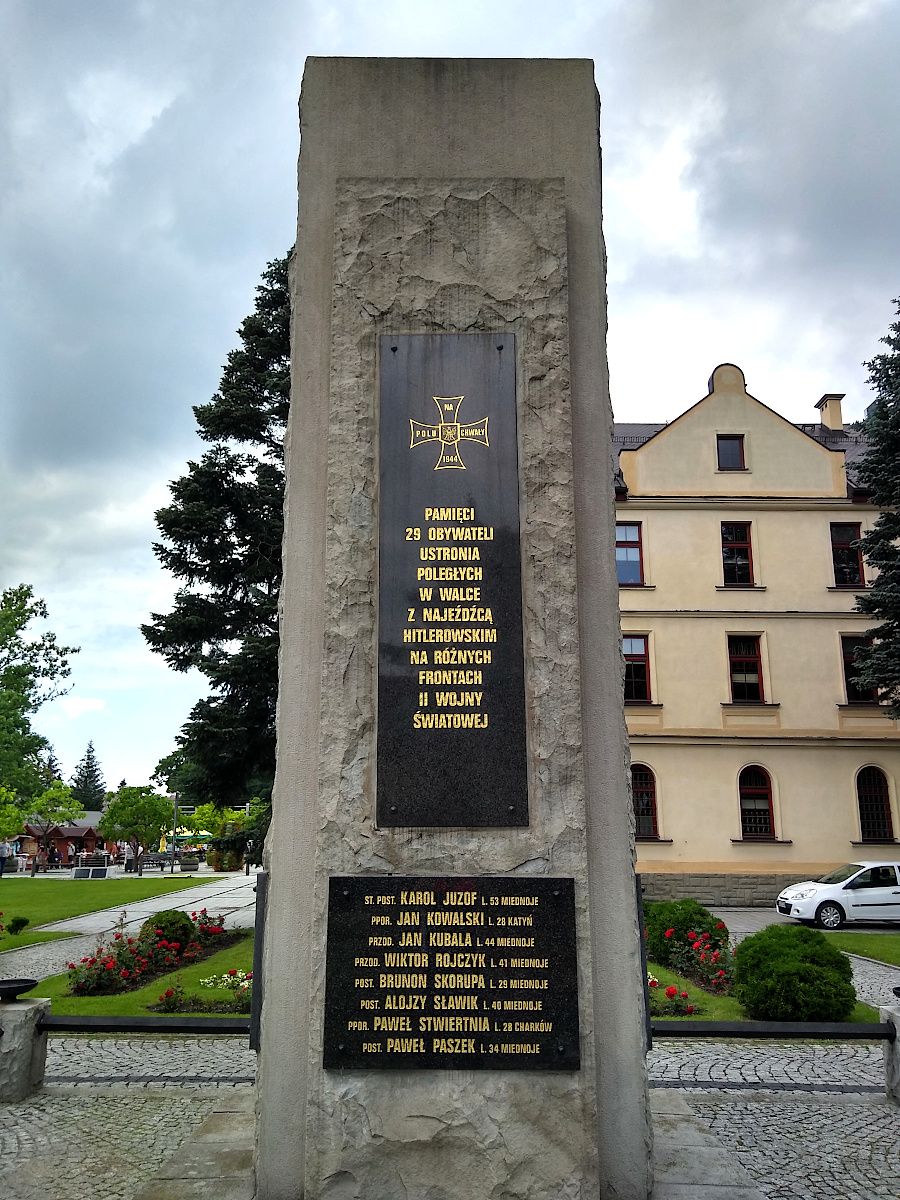 NA
POLU CHWAŁY
1944
PAMIĘCI
29 OBYWATELI
USTRONIA
POLEGŁYCH
W WALCE
Z NAJEŹDŹCĄ
HITLEROWSKIM
NA RÓŻNYCH
FRONTACH
II WOJNY
ŚWIATOWEJ
ST. POST. KAROL JUZOF L. 53 MIEDNOJE
PPOR. JAN KOWALSKI L. 28 KATYŃ
PRZOD. JAN KUBALA L. 44 MIEDNOJE
PRZOD. WIKTOR ROJCZYK L. 41 MIEDNOJE
POST. BRUNON SKORUPA L. 29 MIEDNOJE
POST. ALOJZY SŁAWIK L. 40 MIEDNOJE
PPOR. PAWEŁ STWIERTNIA L. 28 CHARKÓW
POST. PAWEŁ PASZEK L. 34 MIEDNOJE